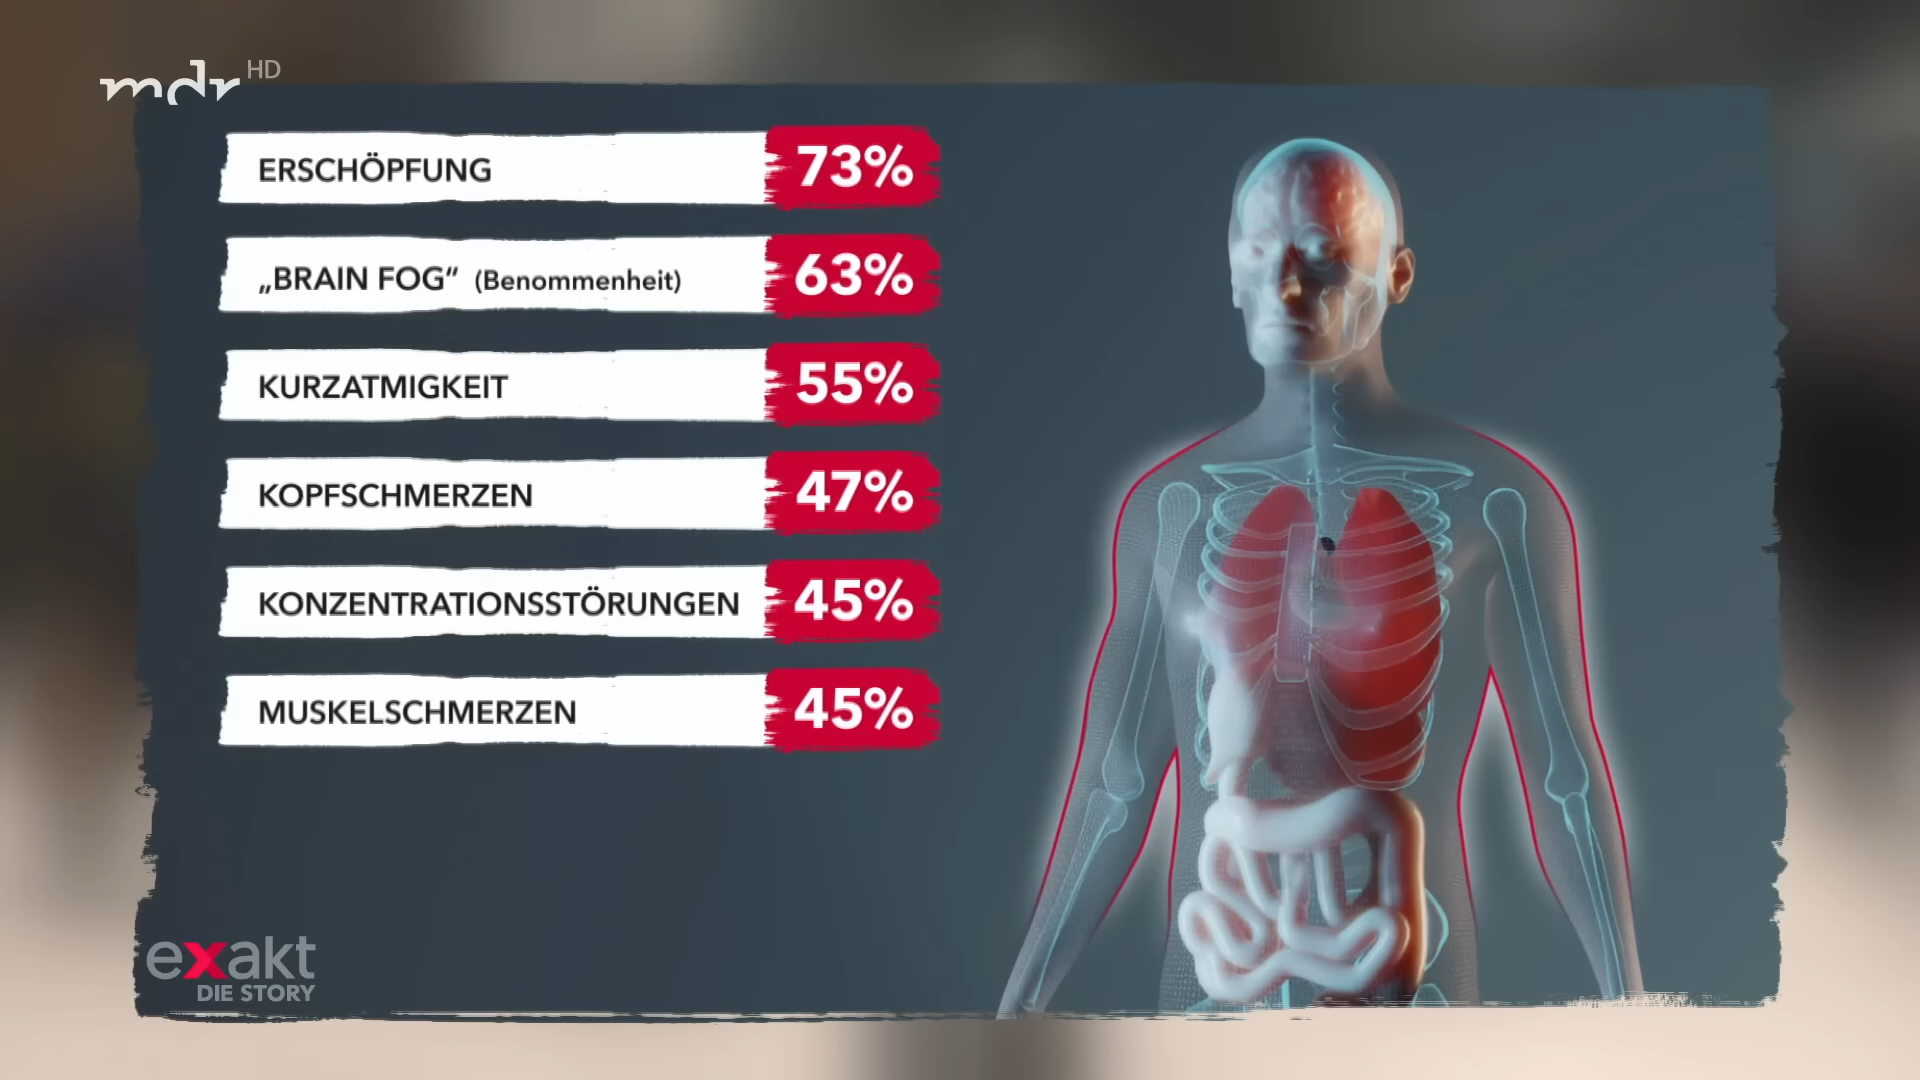 mdr HD
ERSCHÖPFUNG 73%
„BRAIN FOG“ (Benommenheit) 63%
KURZATMIGKEIT 55%
KOPFSCHMERZEN 47%
KONZENTRATIONSSTÖRUNGEN 45%
MUSKELSCHMERZEN 45%
exakt
DIE STORY